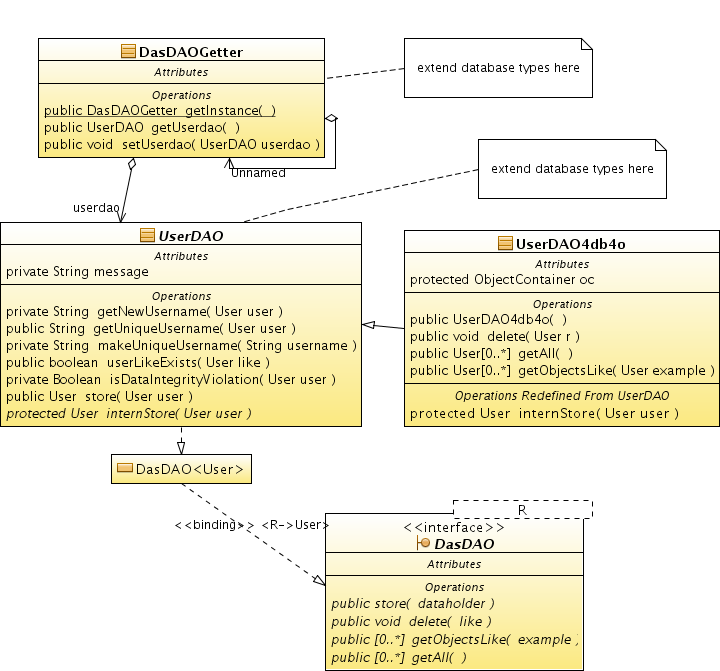 DasDAOGetter
Attributes
Operations
public DasDAOGetter getInstance( )
public UserDAO getUserdao( )
public void setUserdao( UserDAO userdao )
extend database types here
Unnamed
extend database types here
userdao
UserDAO
Attributes
private String message
Operations
private String getNewUsername( User user )
public String getUniqueUsername( User user )
private String makeUniqueUsername( String username )
public boolean userLikeExists( User like )
private Boolean isDataIntegrityViolation( User user )
public User store( User user )
protected User internStore( User user )
UserDAO4db4o
Attributes
protected ObjectContainer oc
Operations
public UserDAO4db4o( )
public void delete( User r )
public User[0..*] getAll( )
public User[0..*] getObjectsLike( User example )
Operations Redefined From UserDAO
protected User internStore( User user )
DasDAO<User>
<<binding>> <R->User>
R
<<interface>>
DasDAO
Attributes
Operations
public store( dataholder )
public void delete( like )
public [0..*] getObjectsLike( example )
public [0..*] getAll( )